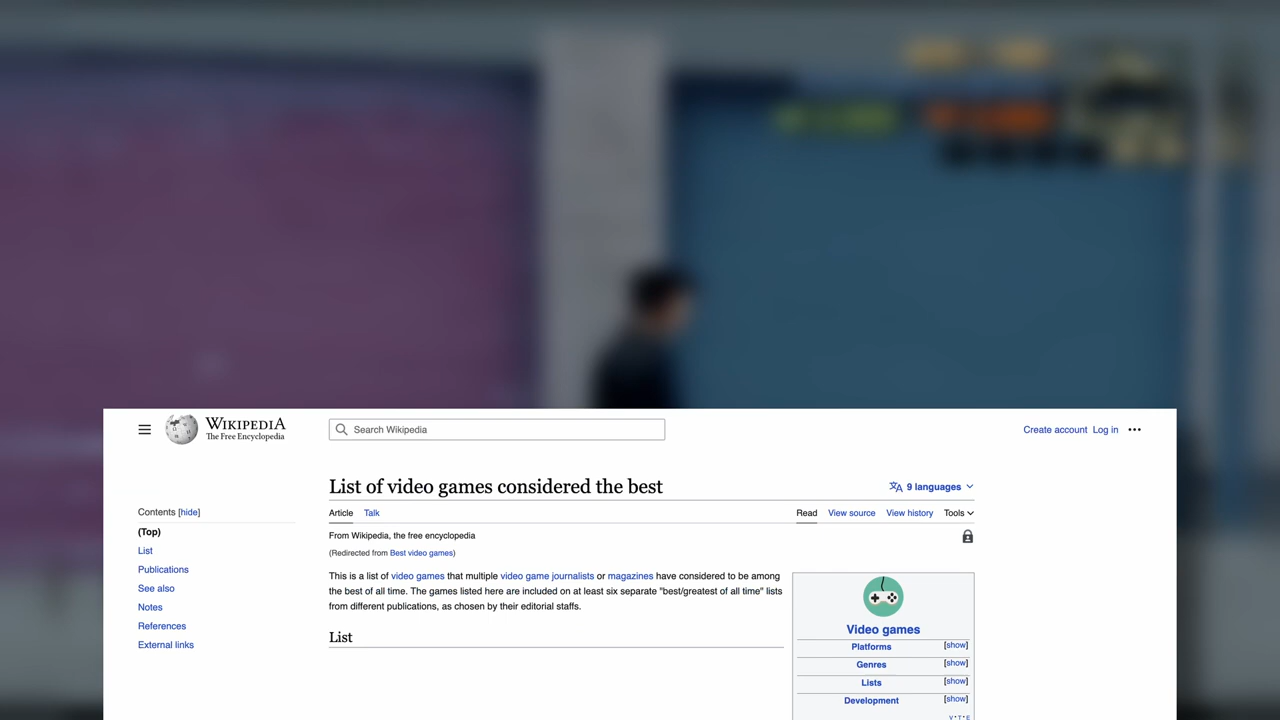 WIKIPEDIA
The Free Encyclopedia
Search Wikipedia
Create account Log in
List of video games considered the best
9 languages
Article Talk
Read View source View history Tools
From Wikipedia, the free encyclopedia
(Redirected from Best video games)
Contents [hide]
(Top)
List
Publications
See also
Notes
References
External links
This is a list of video games that multiple video game journalists or magazines have considered to be among
the best of all time. The games listed here are included on at least six separate "best/greatest of all time" lists
from different publications, as chosen by their editorial staffs.
List
Video games
Platforms [show]
Genres [show]
Lists [show]
Development [show]
V•T•E